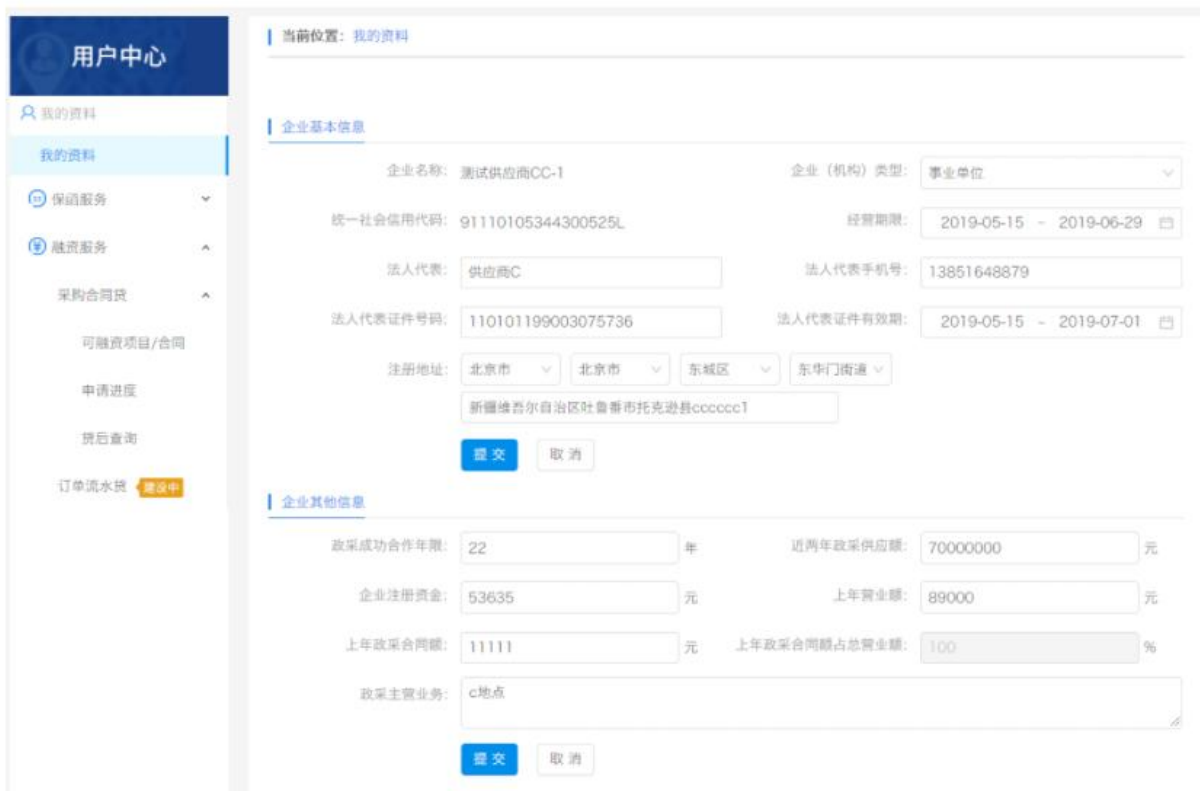 用户中心
我的资料
我的资料
保函服务
融资服务
采购合同贷
可融资项目/合同
申请进度
贷后查询
订单流水贷 建设中
当前位置: 我的资料
企业基本信息
企业名称: 测试供应商CC-1 企业（机构）类型: 事业单位
统一社会信用代码: 91110105344300525L 经营期限: 2019-05-15 ~ 2019-06-29
法人代表: 供应商C 法人代表手机号: 13851648879
法人代表证件号码: 110101199003075736 法人代表证件有效期: 2019-05-15 ~ 2019-07-01
注册地址: 北京市 北京市 东城区 东华门街道
新疆维吾尔自治区吐鲁番市托克逊县cccccc1
提交 取消
企业其他信息
政采成功合作年限: 22 年 近两年政采供应额: 70000000 元
企业注册资金: 53635 元 上年营业额: 89000 元
上年政采合同额: 11111 元 上年政采合同额占总营业额: 100 %
政采主营业务: c地点
提交 取消